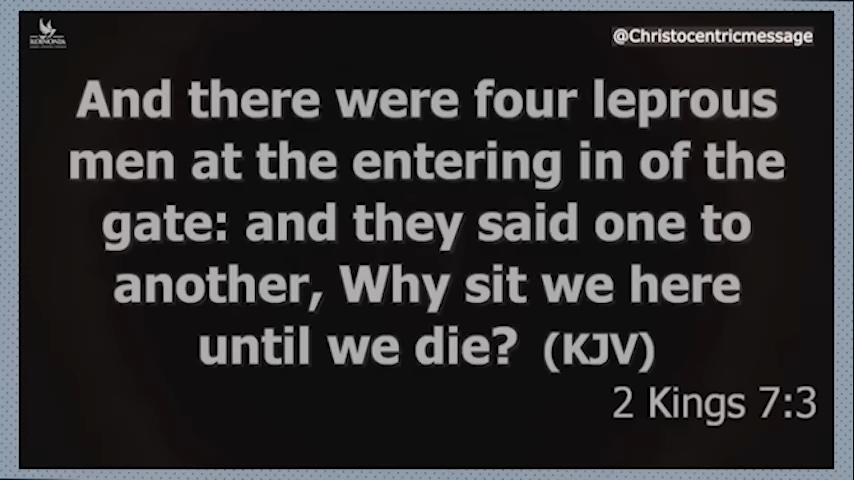 KOINONIA
@Christocentricmessage
And there were four leprous
men at the entering in of the
gate: and they said one to
another, Why sit we here
until we die? (KJV)
2 Kings 7:3